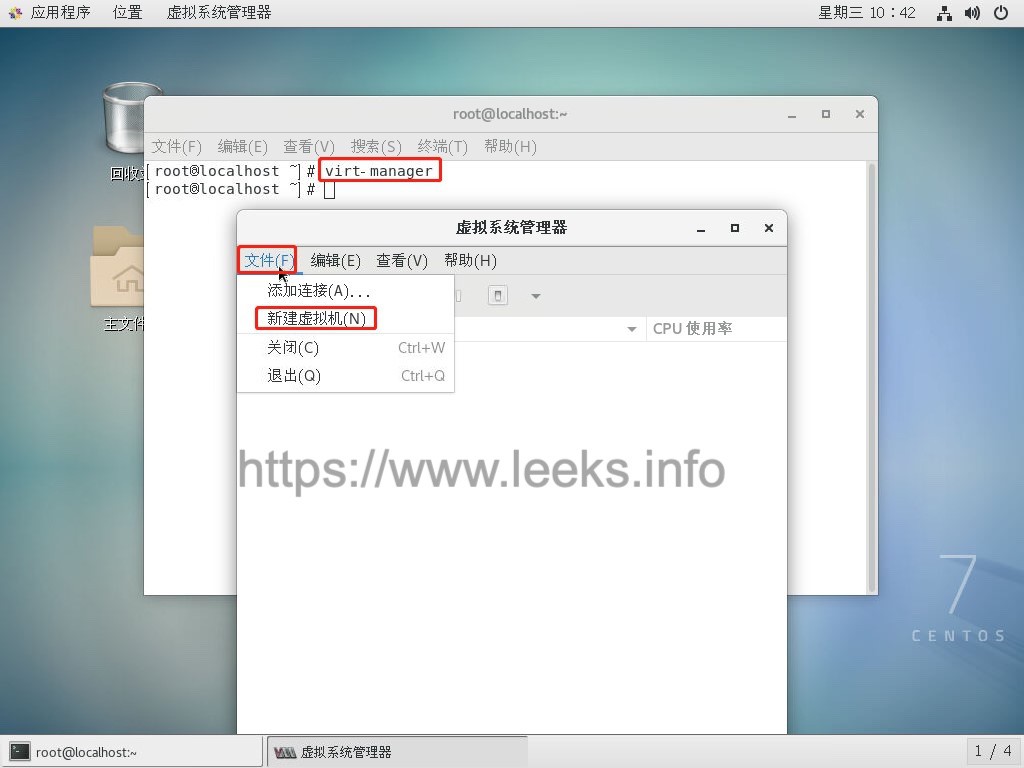 应用程序 位置 虚拟系统管理器 星期三 10：42
root@localhost:~
文件(F) 编辑(E) 查看(V) 搜索(S) 终端(T) 帮助(H)
[root@localhost ~]# virt-manager
[root@localhost ~]#
回收
虚拟系统管理器
文件(F) 编辑(E) 查看(V) 帮助(H)
添加连接(A)...
新建虚拟机(N)
CPU 使用率
关闭(C) Ctrl+W
退出(Q) Ctrl+Q
主文件
https://www.leeks.info
7
CENTOS
root@localhost:~ 虚拟系统管理器 1 / 4